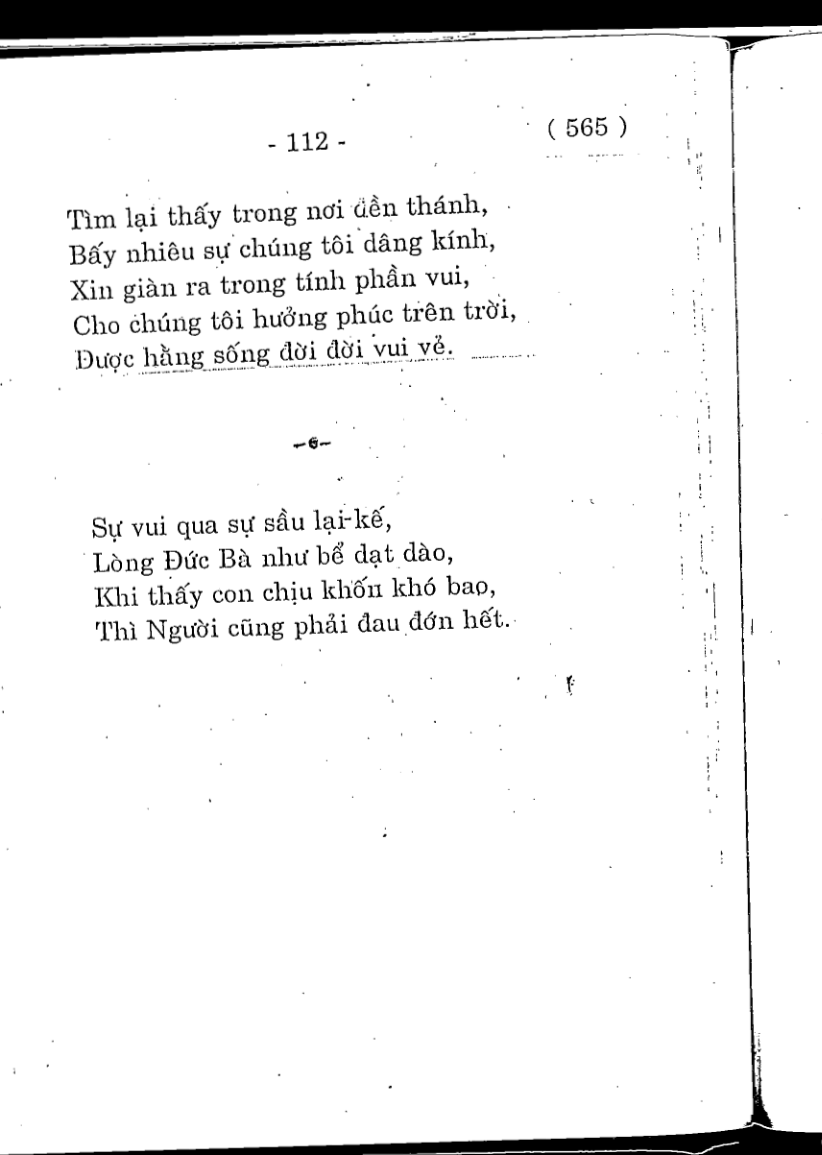 - 112 -
( 565 )
Tìm lại thấy trong nơi đền thánh,
Bấy nhiêu sự chúng tôi dâng kính,
Xin giàn ra trong tính phần vui,
Cho chúng tôi hưởng phúc trên trời,
Được hằng sống đời đời vui vẻ.
-6-
Sự vui qua sự sầu lại-kế,
Lòng Đức Bà như bể dạt dào,
Khi thấy con chịu khốn khó bao,
Thì Người cũng phải đau đớn hết.